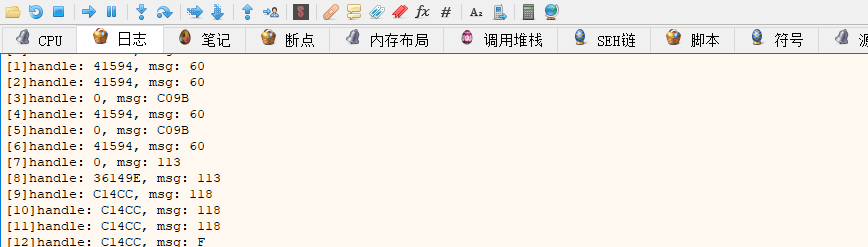 fx #
A₂
CPU 日志 笔记 断点 内存布局 调用堆栈 SEH链 脚本 符号
[1]handle: 41594, msg: 60
[2]handle: 41594, msg: 60
[3]handle: 0, msg: C09B
[4]handle: 41594, msg: 60
[5]handle: 0, msg: C09B
[6]handle: 41594, msg: 60
[7]handle: 0, msg: 113
[8]handle: 36149E, msg: 113
[9]handle: C14CC, msg: 118
[10]handle: C14CC, msg: 118
[11]handle: C14CC, msg: 118
[12]handle: C14CC, msg: F